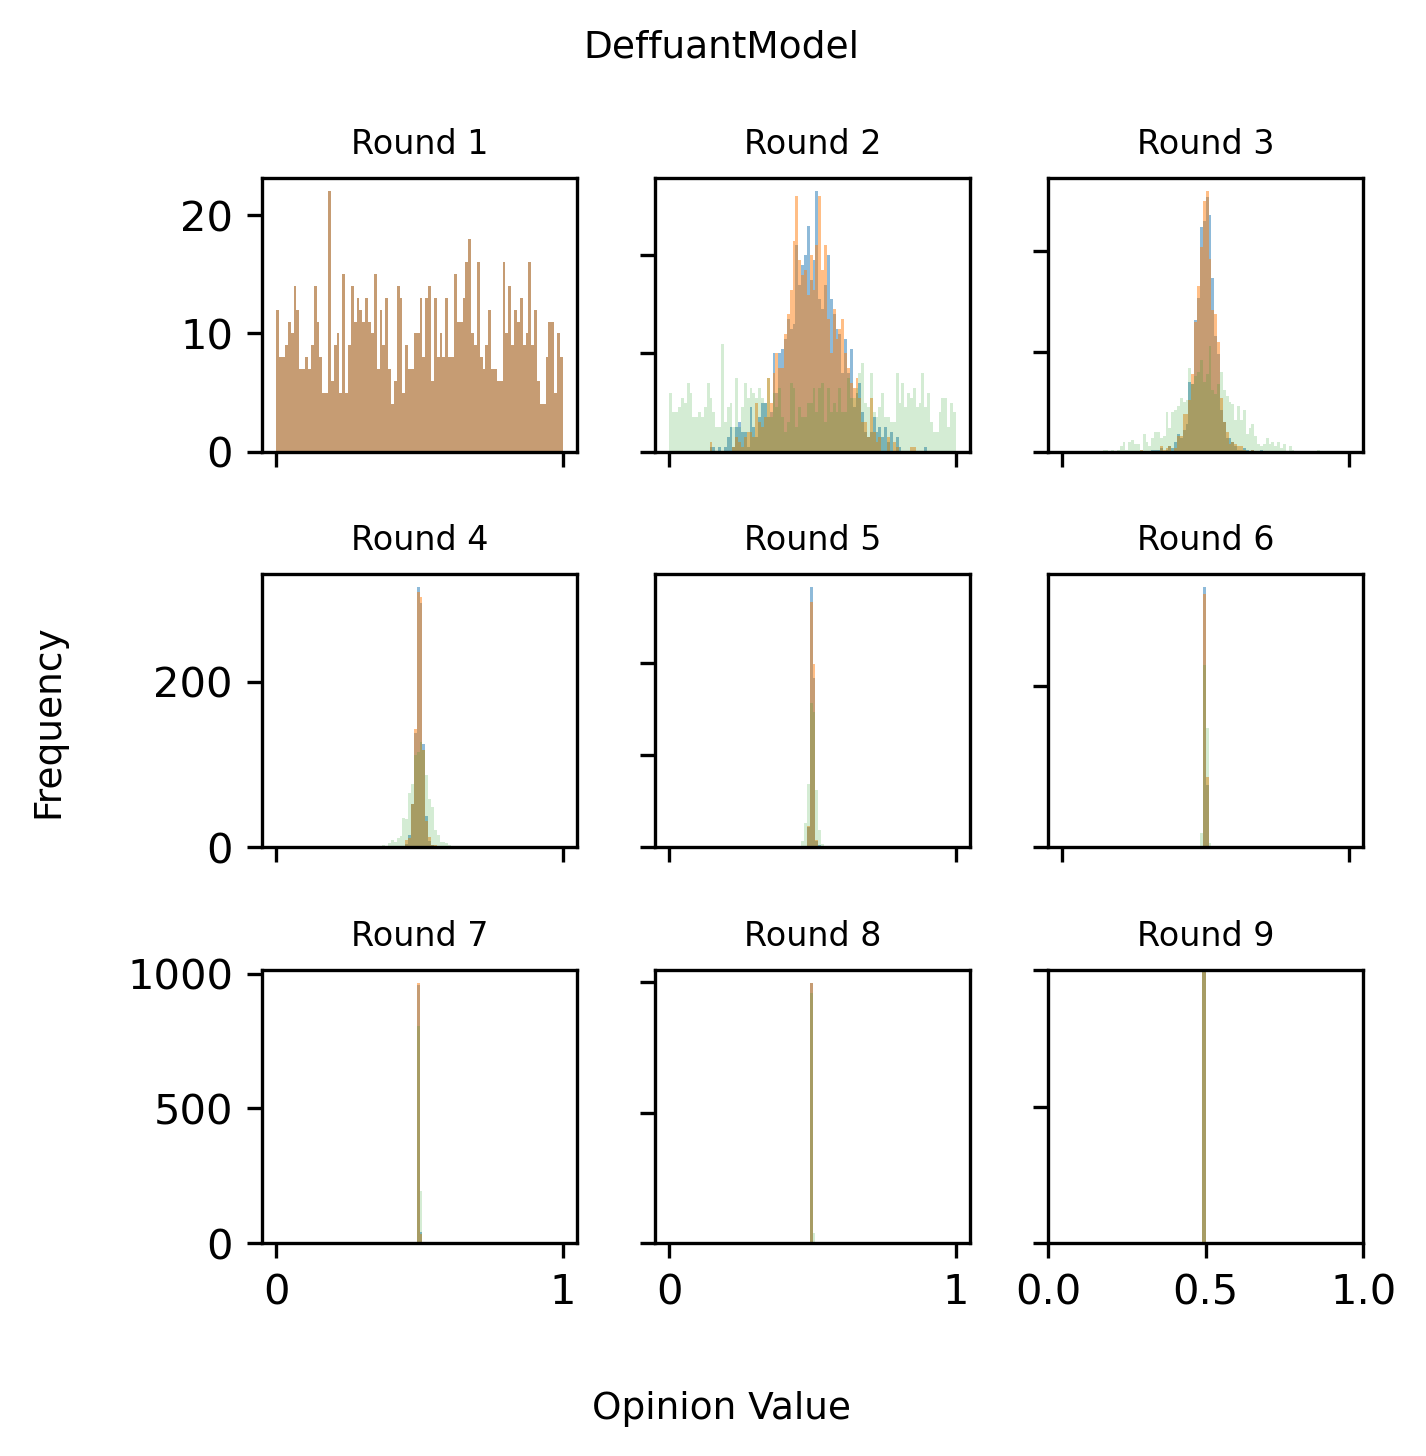 DeffuantModel
Round 1
Round 2
Round 3
20
10
0
Round 4
Round 5
Round 6
200
0
Frequency
Round 7
Round 8
Round 9
1000
500
0
0 1
0 1
0.0 0.5 1.0
Opinion Value